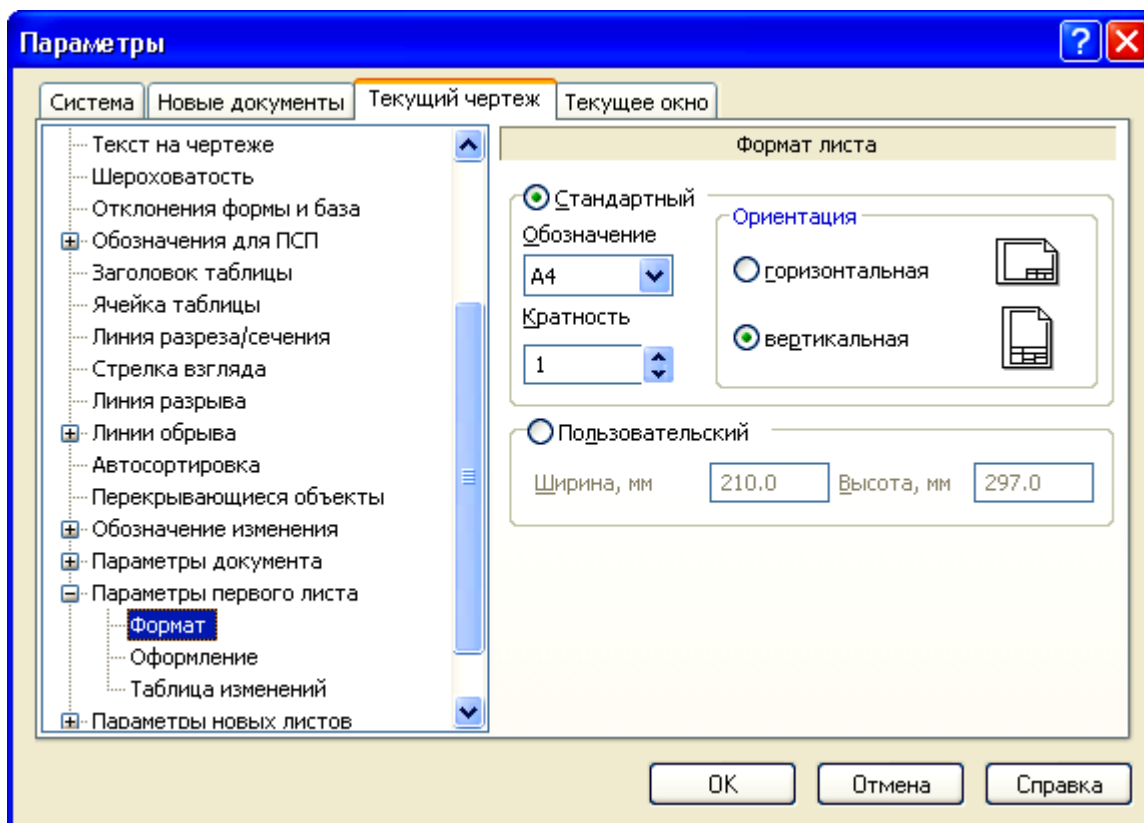 Параметры
Система Новые документы Текущий чертеж Текущее окно
Текст на чертеже
Шероховатость
Отклонения формы и база
Обозначения для ПСП
Заголовок таблицы
Ячейка таблицы
Линия разреза/сечения
Стрелка взгляда
Линия разрыва
Линии обрыва
Автосортировка
Перекрывающиеся объекты
Обозначение изменения
Параметры документа
Параметры первого листа
Формат
Оформление
Таблица изменений
Параметры новых листов
Формат листа
Стандартный
Обозначение
А4
Кратность
1
Ориентация
горизонтальная
вертикальная
Пользовательский
Ширина, мм 210.0 Высота, мм 297.0
OK Отмена Справка